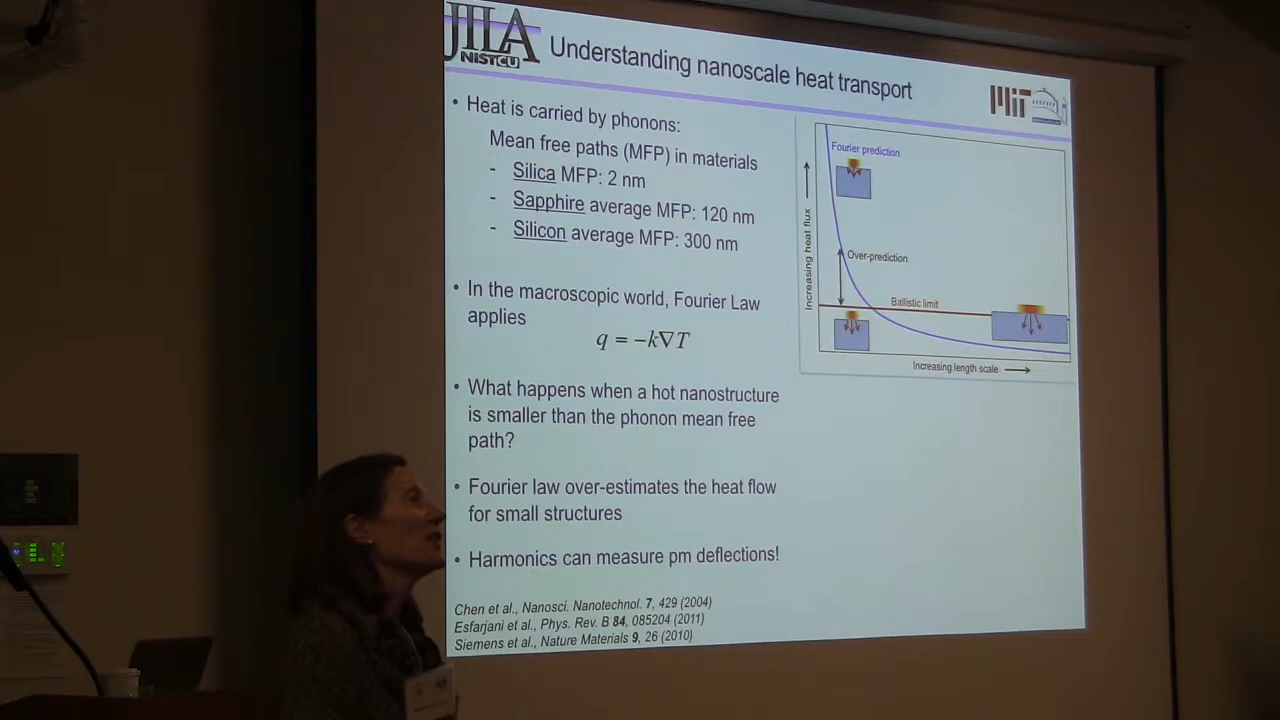 JILA
NIST CU
Understanding nanoscale heat transport
MIT
• Heat is carried by phonons:
Mean free paths (MFP) in materials
- Silica MFP: 2 nm
- Sapphire average MFP: 120 nm
- Silicon average MFP: 300 nm
• In the macroscopic world, Fourier Law
applies
q = −k∇T
• What happens when a hot nanostructure
is smaller than the phonon mean free
path?
• Fourier law over-estimates the heat flow
for small structures
• Harmonics can measure pm deflections!
Chen et al., Nanosci. Nanotechnol. 7, 429 (2004)
Esfarjani et al., Phys. Rev. B 84, 085204 (2011)
Siemens et al., Nature Materials 9, 26 (2010)
Fourier prediction
Increasing heat flux
Over-prediction
Ballistic limit
Increasing length scale